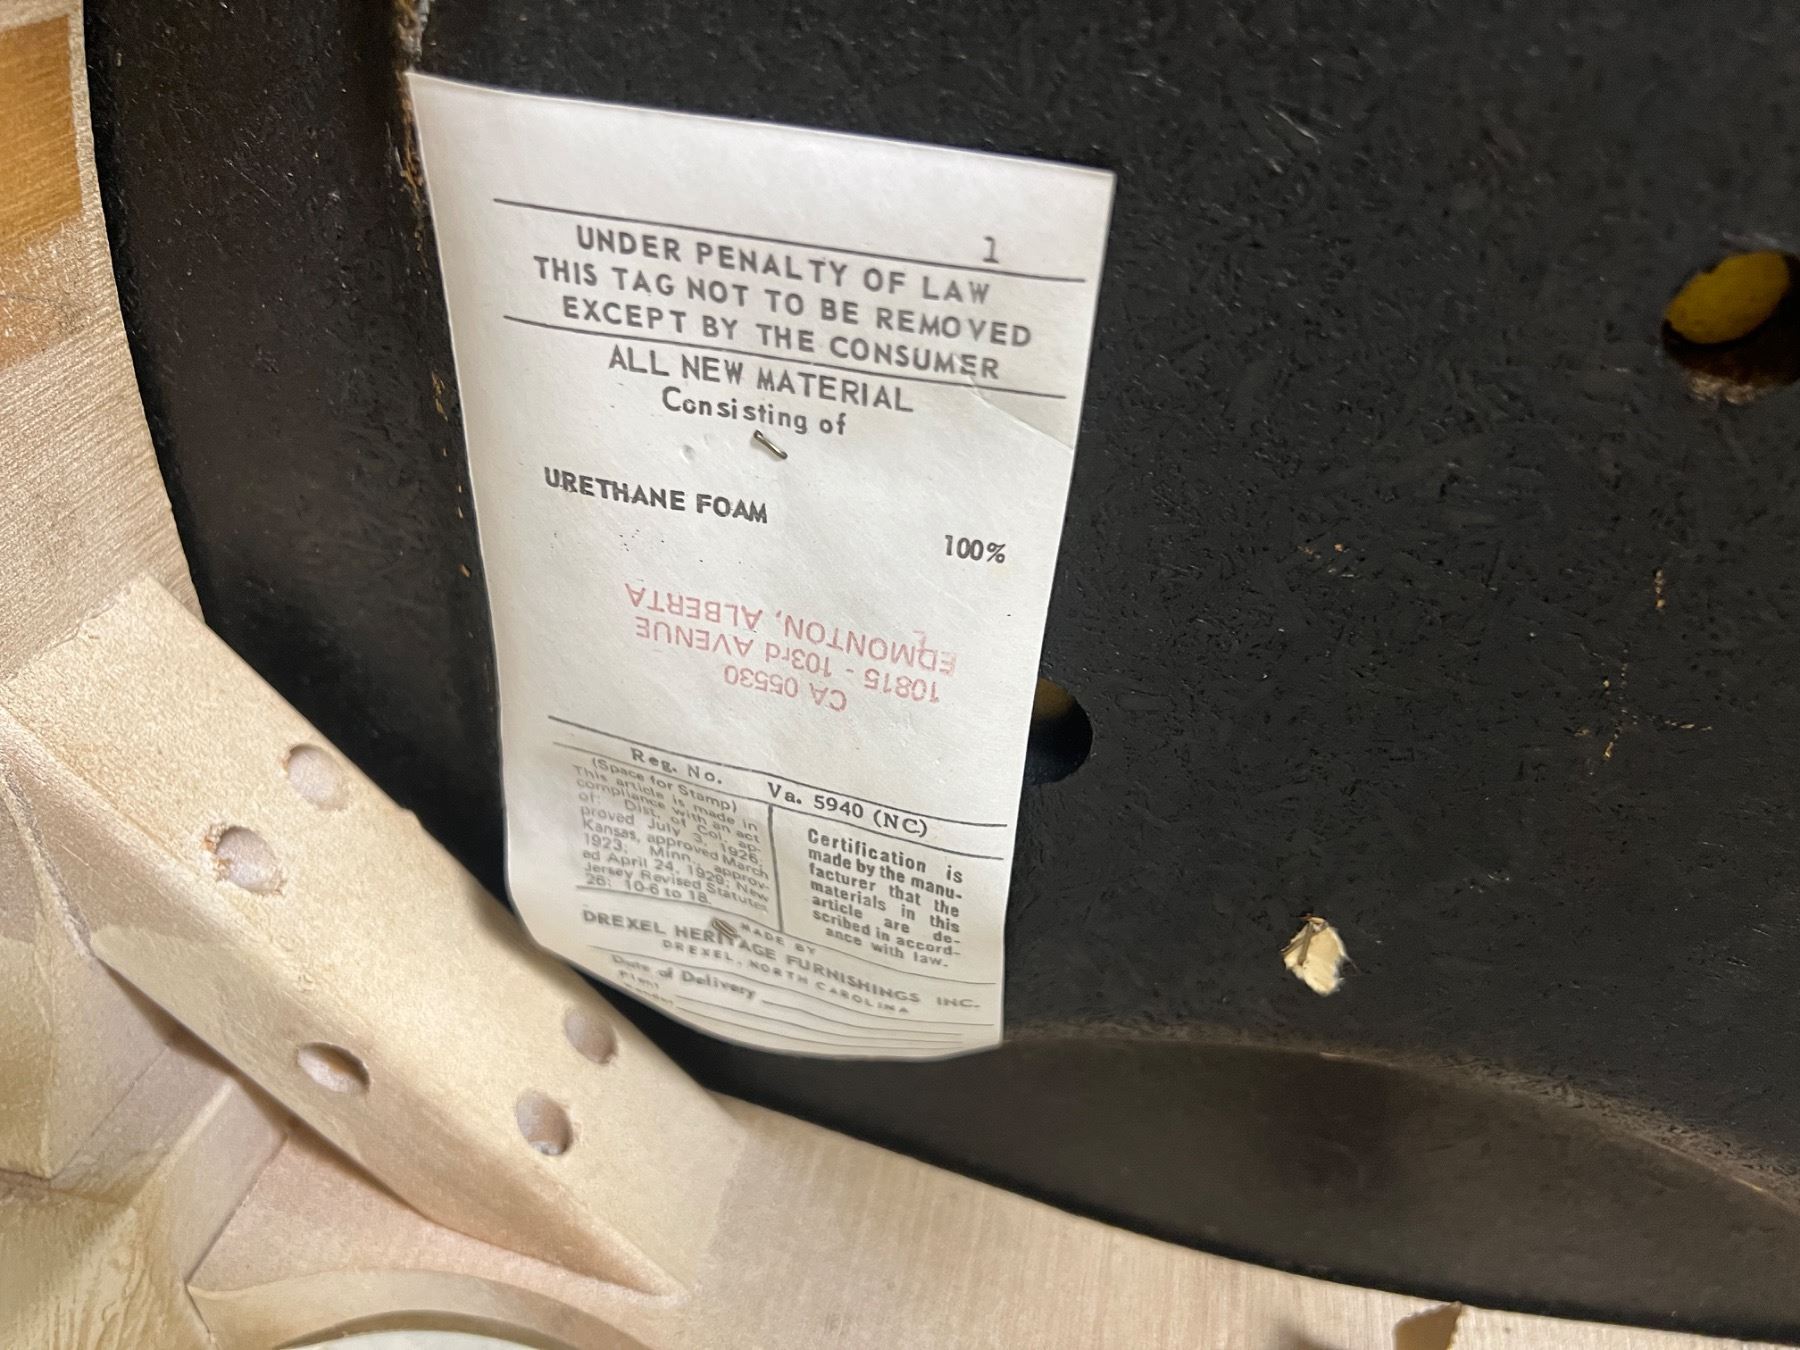 1
UNDER PENALTY OF LAW
THIS TAG NOT TO BE REMOVED
EXCEPT BY THE CONSUMER
ALL NEW MATERIAL
Consisting of
URETHANE FOAM
100%
CA 05530
10815 - 103rd AVENUE
EDMONTON, ALBERTA
Reg. No. Va. 5940 (NC)
(Space for Stamp)
This article is made in
compliance with an act
of: Dist. of Col. ap-
proved July 3, 1926;
Kansas, approved March
1923; Minn. approv-
ed April 24, 1929; New
Jersey Revised Statutes
26: 10-6 to 18.
Certification is
made by the manu-
facturer that the
materials in this
article are de-
scribed in accord-
ance with law.
MADE BY
DREXEL HERITAGE FURNISHINGS INC.
DREXEL, NORTH CAROLINA
Date of Delivery